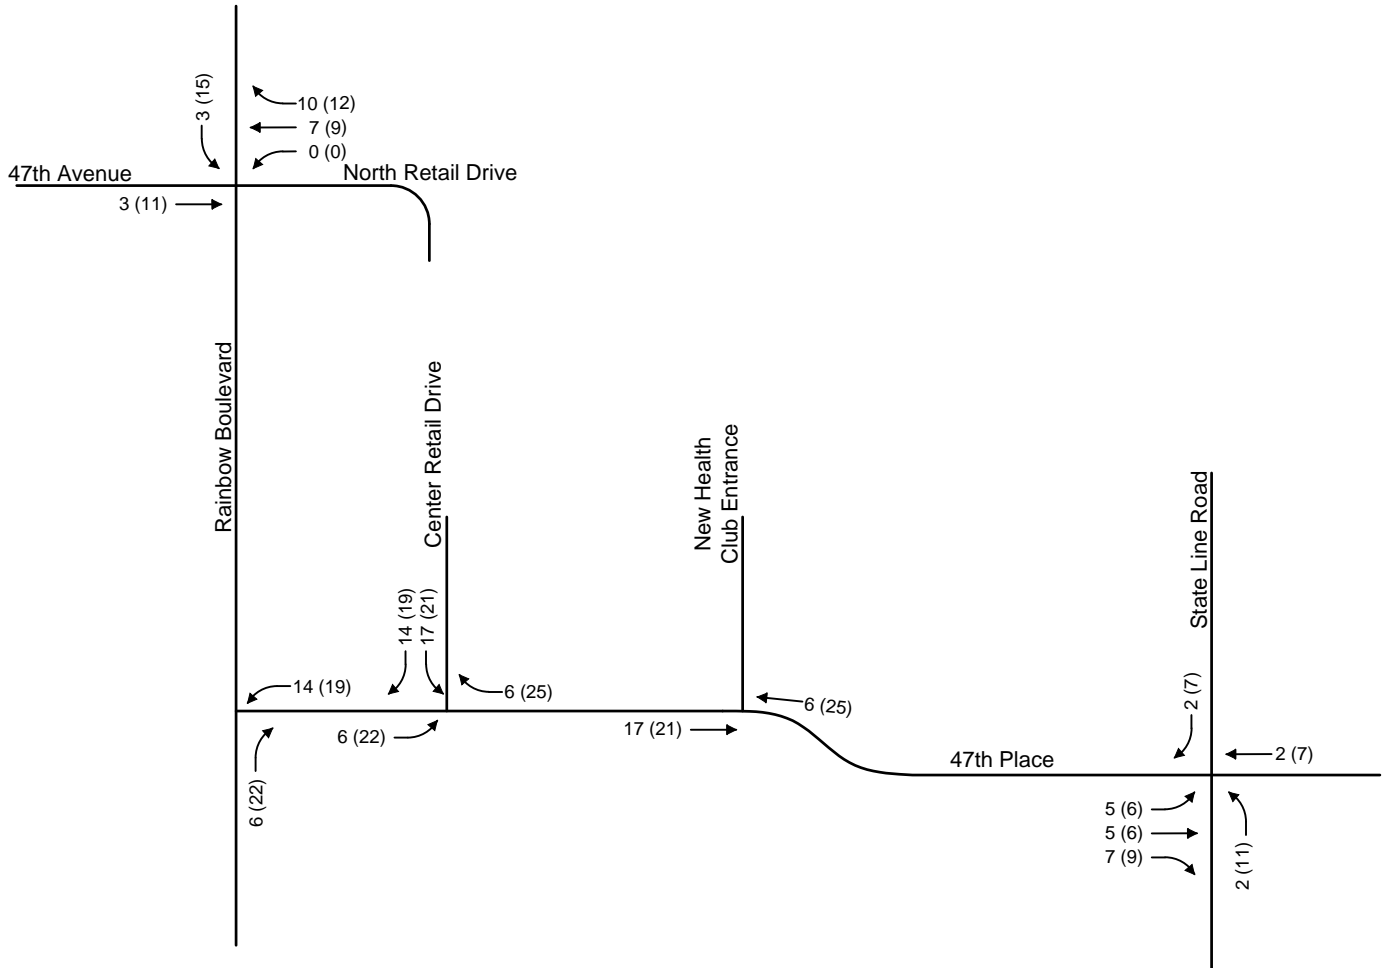 3 (15)
10 (12)
7 (9)
0 (0)
47th Avenue
North Retail Drive
3 (11)
Rainbow Boulevard
Center Retail Drive
New Health
Club Entrance
State Line Road
14 (19)
17 (21)
14 (19)
6 (25)
6 (22)
6 (22)
17 (21)
6 (25)
47th Place
2 (7)
2 (7)
5 (6)
5 (6)
7 (9)
2 (11)